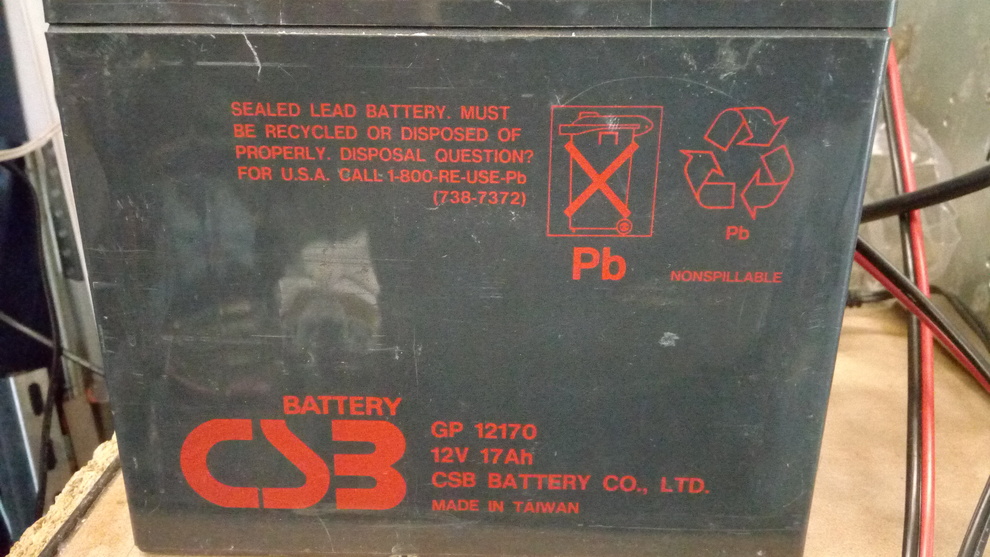 SEALED LEAD BATTERY. MUST
BE RECYCLED OR DISPOSED OF
PROPERLY. DISPOSAL QUESTION?
FOR U.S.A. CALL 1-800-RE-USE-Pb
(738-7372)
Pb
Pb
NONSPILLABLE
BATTERY
CSB
GP 12170
12V 17Ah
CSB BATTERY CO., LTD.
MADE IN TAIWAN